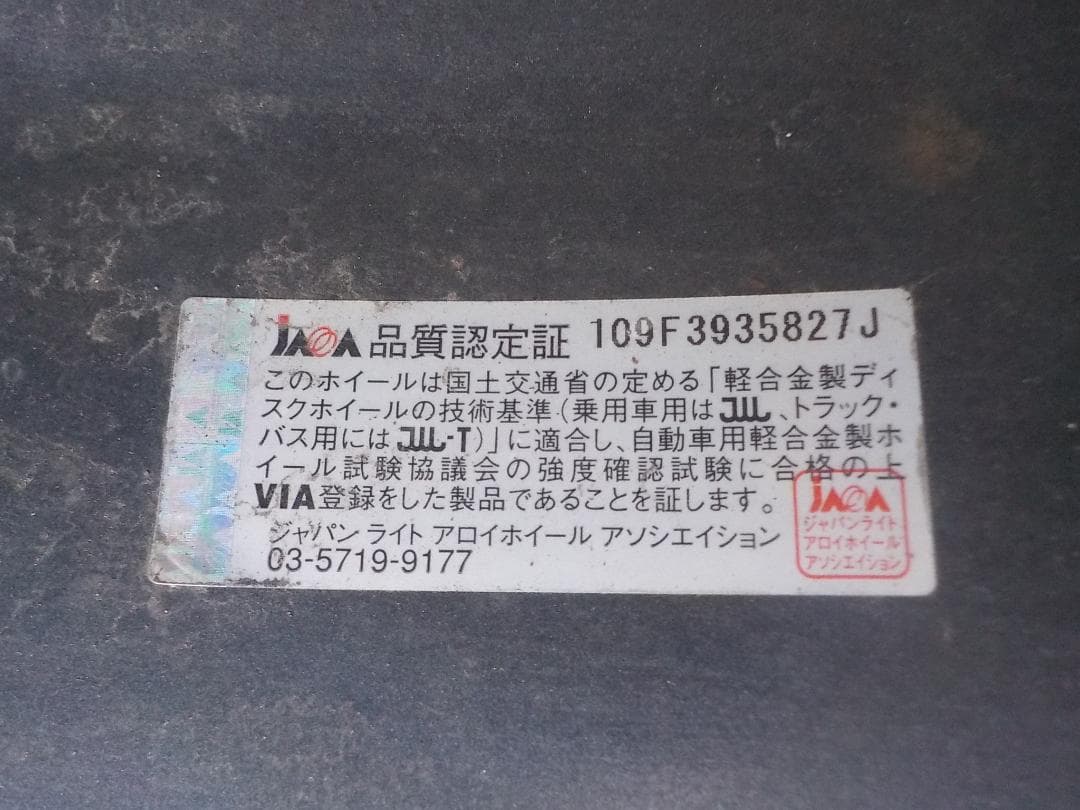 JAWA 品質認定証 109F3935827J
このホイールは国土交通省の定める「軽合金製ディ
スクホイールの技術基準(乗用車用はJWL、トラック・
バス用にはJWL-T)」に適合し、自動車用軽合金製ホ
イール試験協議会の強度確認試験に合格の上
VIA登録をした製品であることを証します。
ジャパン ライト アロイホイール アソシエイション
03-5719-9177
JAWA
ジャパンライト
アロイホイール
アソシエイション